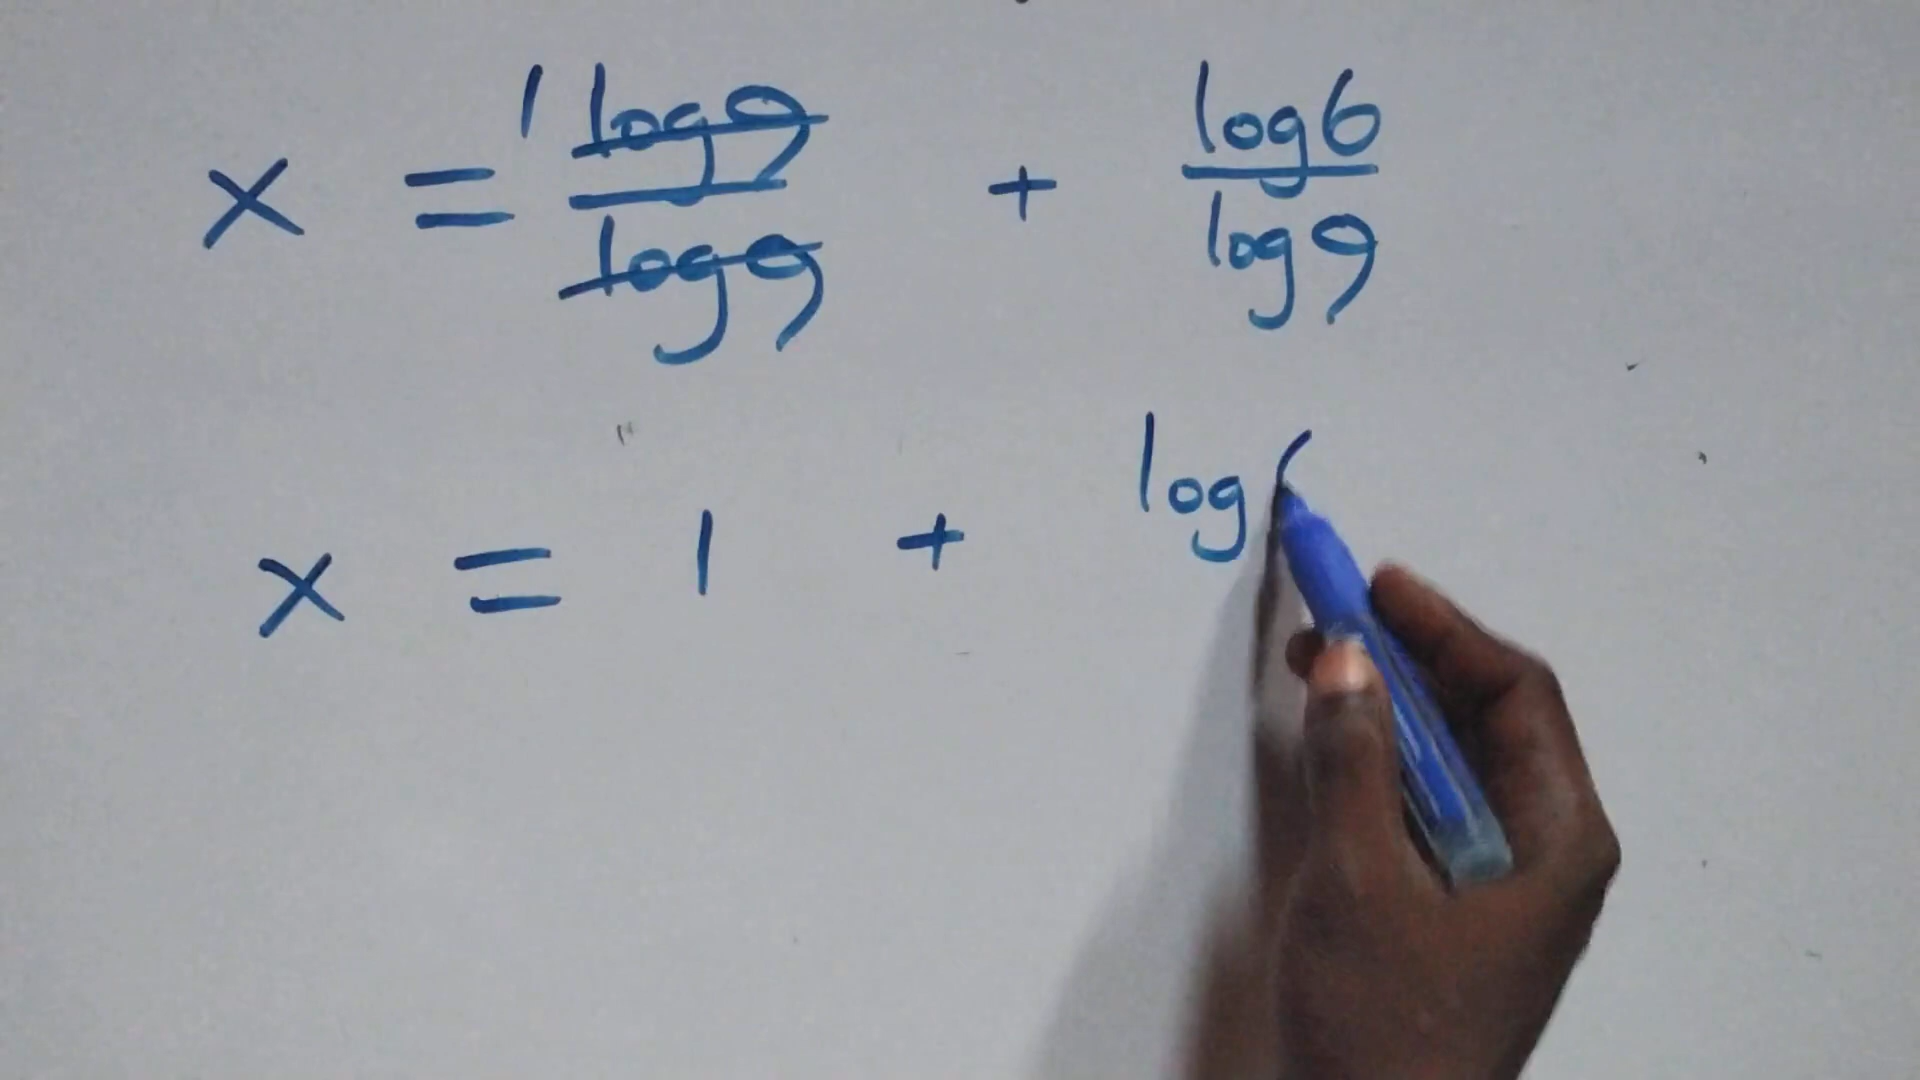 x = 1 log9/log9 + log6/log9
x = 1 + log